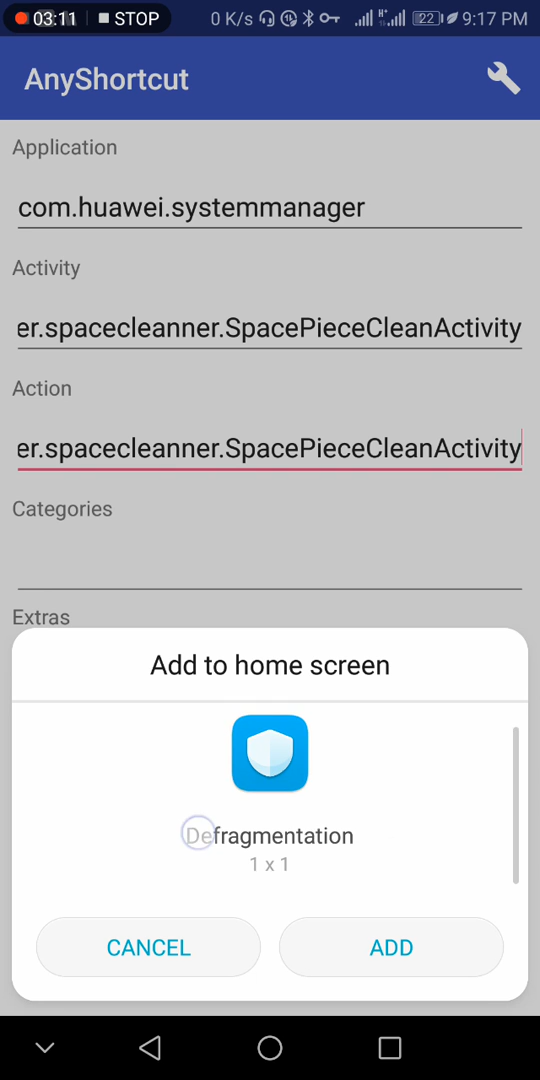 03:11 STOP 0 K/s H+ 22 9:17 PM
AnyShortcut
Application
com.huawei.systemmanager
Activity
er.spacecleanner.SpacePieceCleanActivity
Action
er.spacecleanner.SpacePieceCleanActivity
Categories
Extras
Add to home screen
Defragmentation
1 x 1
CANCEL ADD